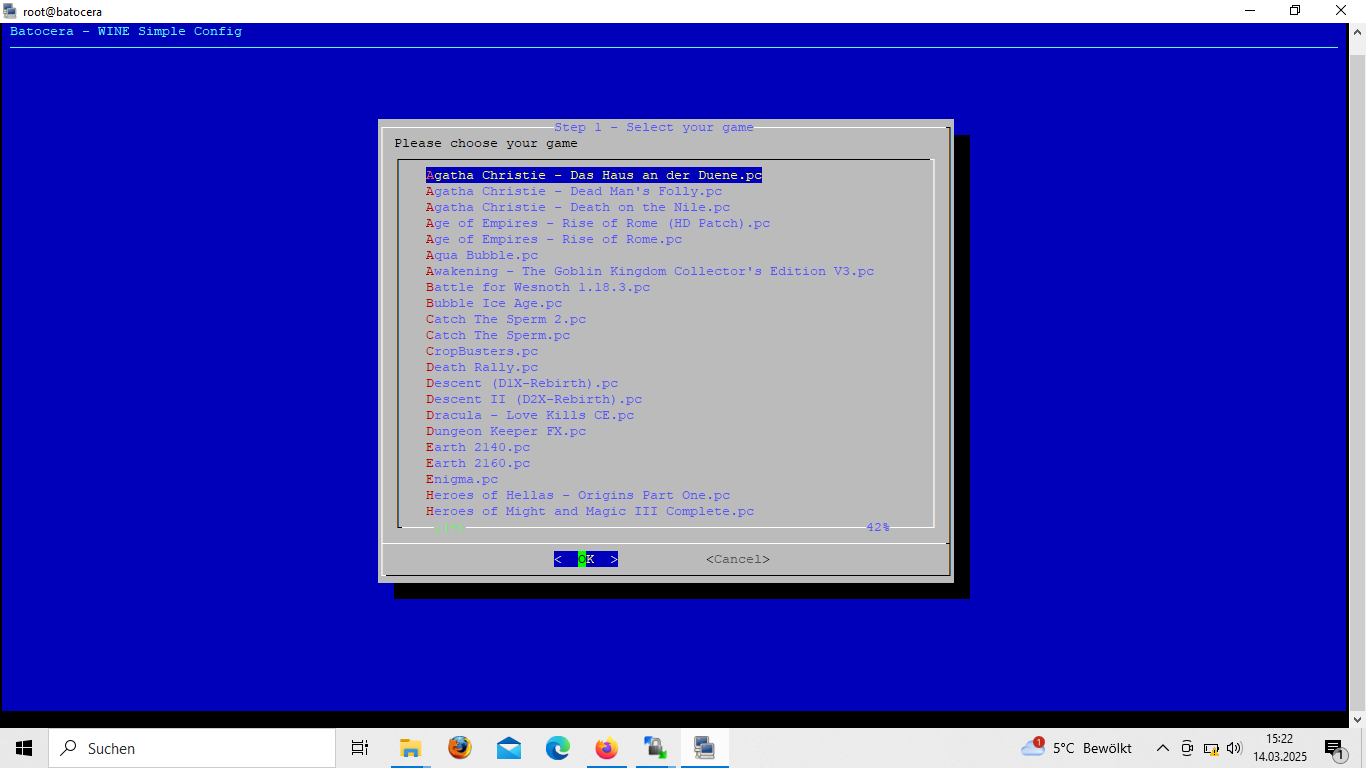 root@batocera
Batocera - WINE Simple Config
Step 1 - Select your game
Please choose your game
Agatha Christie - Das Haus an der Duene.pc
Agatha Christie - Dead Man's Folly.pc
Agatha Christie - Death on the Nile.pc
Age of Empires - Rise of Rome (HD Patch).pc
Age of Empires - Rise of Rome.pc
Aqua Bubble.pc
Awakening - The Goblin Kingdom Collector's Edition V3.pc
Battle for Wesnoth 1.18.3.pc
Bubble Ice Age.pc
Catch The Sperm 2.pc
Catch The Sperm.pc
CropBusters.pc
Death Rally.pc
Descent (D1X-Rebirth).pc
Descent II (D2X-Rebirth).pc
Dracula - Love Kills CE.pc
Dungeon Keeper FX.pc
Earth 2140.pc
Earth 2160.pc
Enigma.pc
Heroes of Hellas - Origins Part One.pc
Heroes of Might and Magic III Complete.pc
42%
< OK > <Cancel>
Suchen
1
5°C Bewölkt
15:22
14.03.2025
1